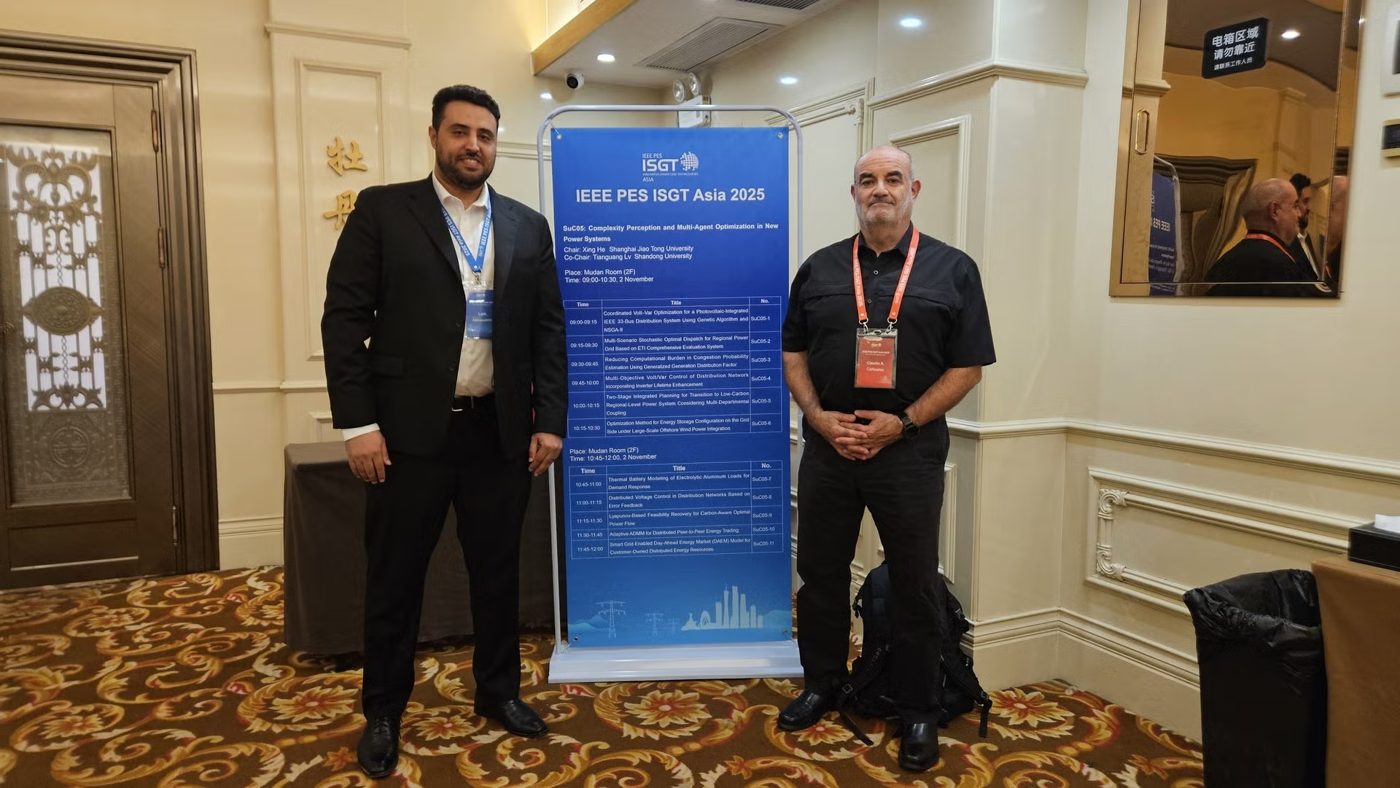 牡
丹
电箱区域
请勿靠近
请联系工作人员
IEEE PES
ISGT
ASIA
IEEE PES ISGT Asia 2025
SuC05: Complexity Perception and Multi-Agent Optimization in New
Power Systems
Chair: Xing He Shanghai Jiao Tong University
Co-Chair: Tianguang Lv Shandong University
Place: Mudan Room (2F)
Time: 09:00-10:30, 2 November
Time Title No.
09:00-09:15 Coordinated Volt-Var Optimization for a Photovoltaic-Integrated SuC05-1
IEEE 33-Bus Distribution System Using Genetic Algorithm and
NSGA-II
09:15-09:30 Multi-Scenario Stochastic Optimal Dispatch for Regional Power SuC05-2
Grid Based on ETI Comprehensive Evaluation System
09:30-09:45 Reducing Computational Burden in Congestion Probability SuC05-3
Estimation Using Generalized Generation Distribution Factor
09:45-10:00 Multi-Objective Volt/Var Control of Distribution Network SuC05-4
Incorporating Inverter Lifetime Enhancement
10:00-10:15 Two-Stage Integrated Planning for Transition to Low-Carbon SuC05-5
Regional-Level Power System Considering Multi-Departmental
Coupling
10:15-10:30 Optimization Method for Energy Storage Configuration on the Grid SuC05-6
Side under Large-Scale Offshore Wind Power Integration
Place: Mudan Room (2F)
Time: 10:45-12:00, 2 November
Time Title No.
10:45-11:00 Thermal Battery Modeling of Electrolytic Aluminum Loads for SuC05-7
Demand Response
11:00-11:15 Distributed Voltage Control in Distribution Networks Based on SuC05-8
Error Feedback
11:15-11:30 Lyapunov-Based Feasibility Recovery for Carbon-Aware Optimal SuC05-9
Power Flow
11:30-11:45 Adaptive ADMM for Distributed Peer-to-Peer Energy Trading SuC05-10
11:45-12:00 Smart Grid Enabled Day-Ahead Energy Market (DAEM) Model for SuC05-11
Customer-Owned Distributed Energy Resources
Claudio A.